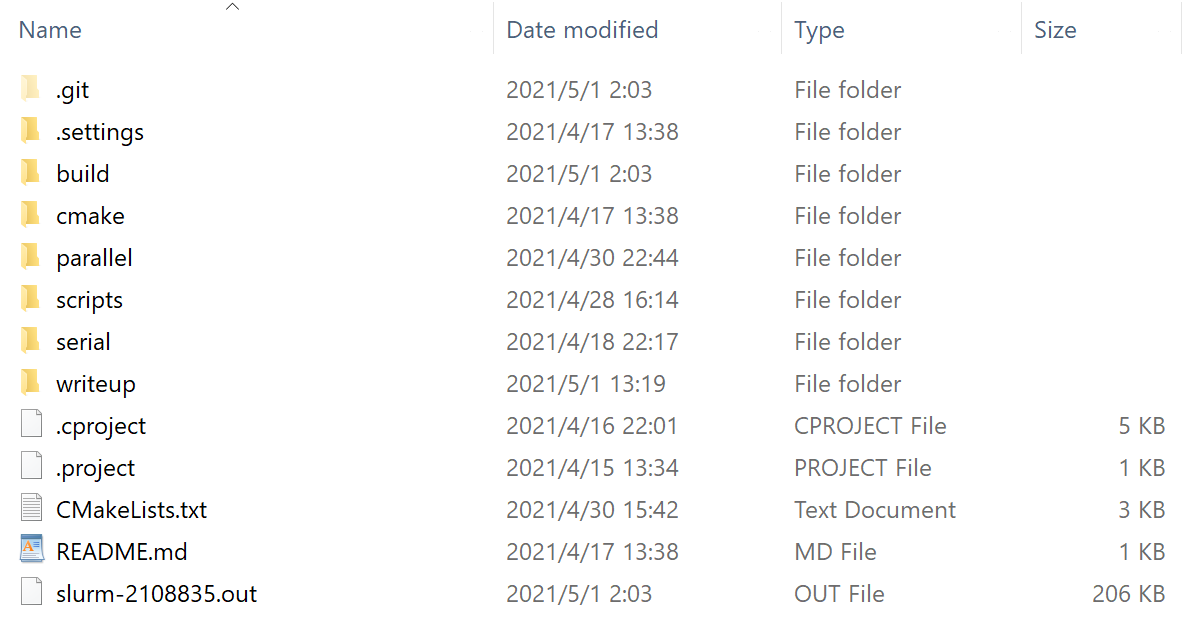 Name Date modified Type Size
.git 2021/5/1 2:03 File folder
.settings 2021/4/17 13:38 File folder
build 2021/5/1 2:03 File folder
cmake 2021/4/17 13:38 File folder
parallel 2021/4/30 22:44 File folder
scripts 2021/4/28 16:14 File folder
serial 2021/4/18 22:17 File folder
writeup 2021/5/1 13:19 File folder
.cproject 2021/4/16 22:01 CPROJECT File 5 KB
.project 2021/4/15 13:34 PROJECT File 1 KB
CMakeLists.txt 2021/4/30 15:42 Text Document 3 KB
README.md 2021/4/17 13:38 MD File 1 KB
slurm-2108835.out 2021/5/1 2:03 OUT File 206 KB